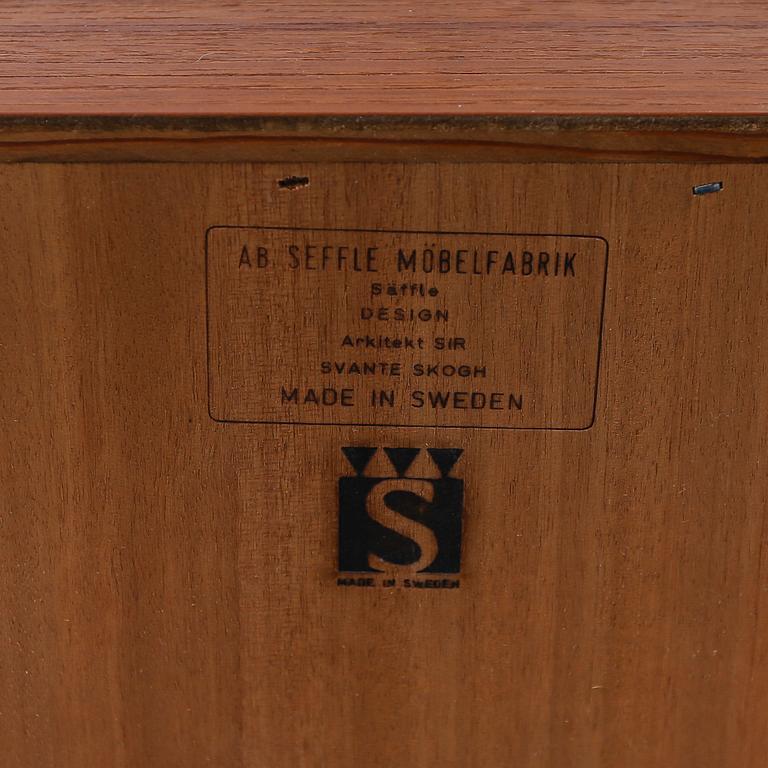 AB SEFFLE MÖBELFABRIK
Säffle
DESIGN
Arkitekt SIR
SVANTE SKOGH
MADE IN SWEDEN
S
MADE IN SWEDEN